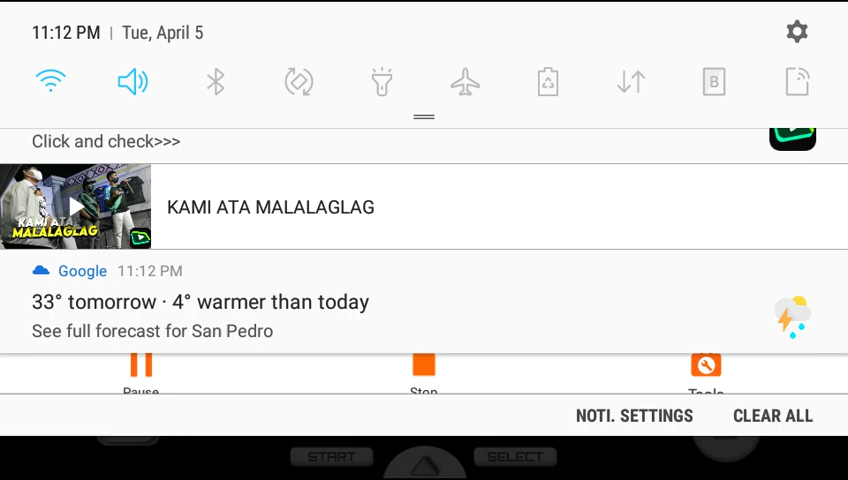 11:12 PM | Tue, April 5
B
Click and check>>>
KAMI ATA
MALALAGLAG
KAMI ATA MALALAGLAG
Google 11:12 PM
33° tomorrow · 4° warmer than today
See full forecast for San Pedro
Pause Stop Tools
NOTI. SETTINGS CLEAR ALL
START SELECT